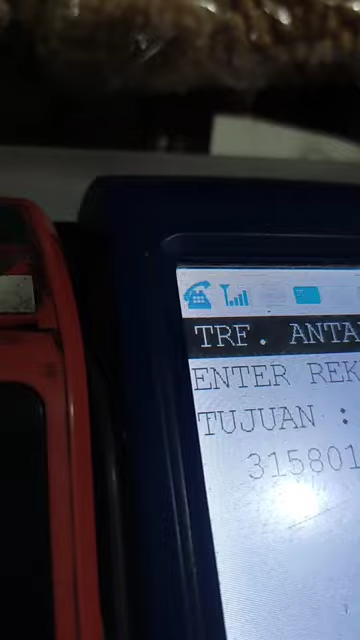 TRF. ANTA
ENTER REK
TUJUAN :
315801